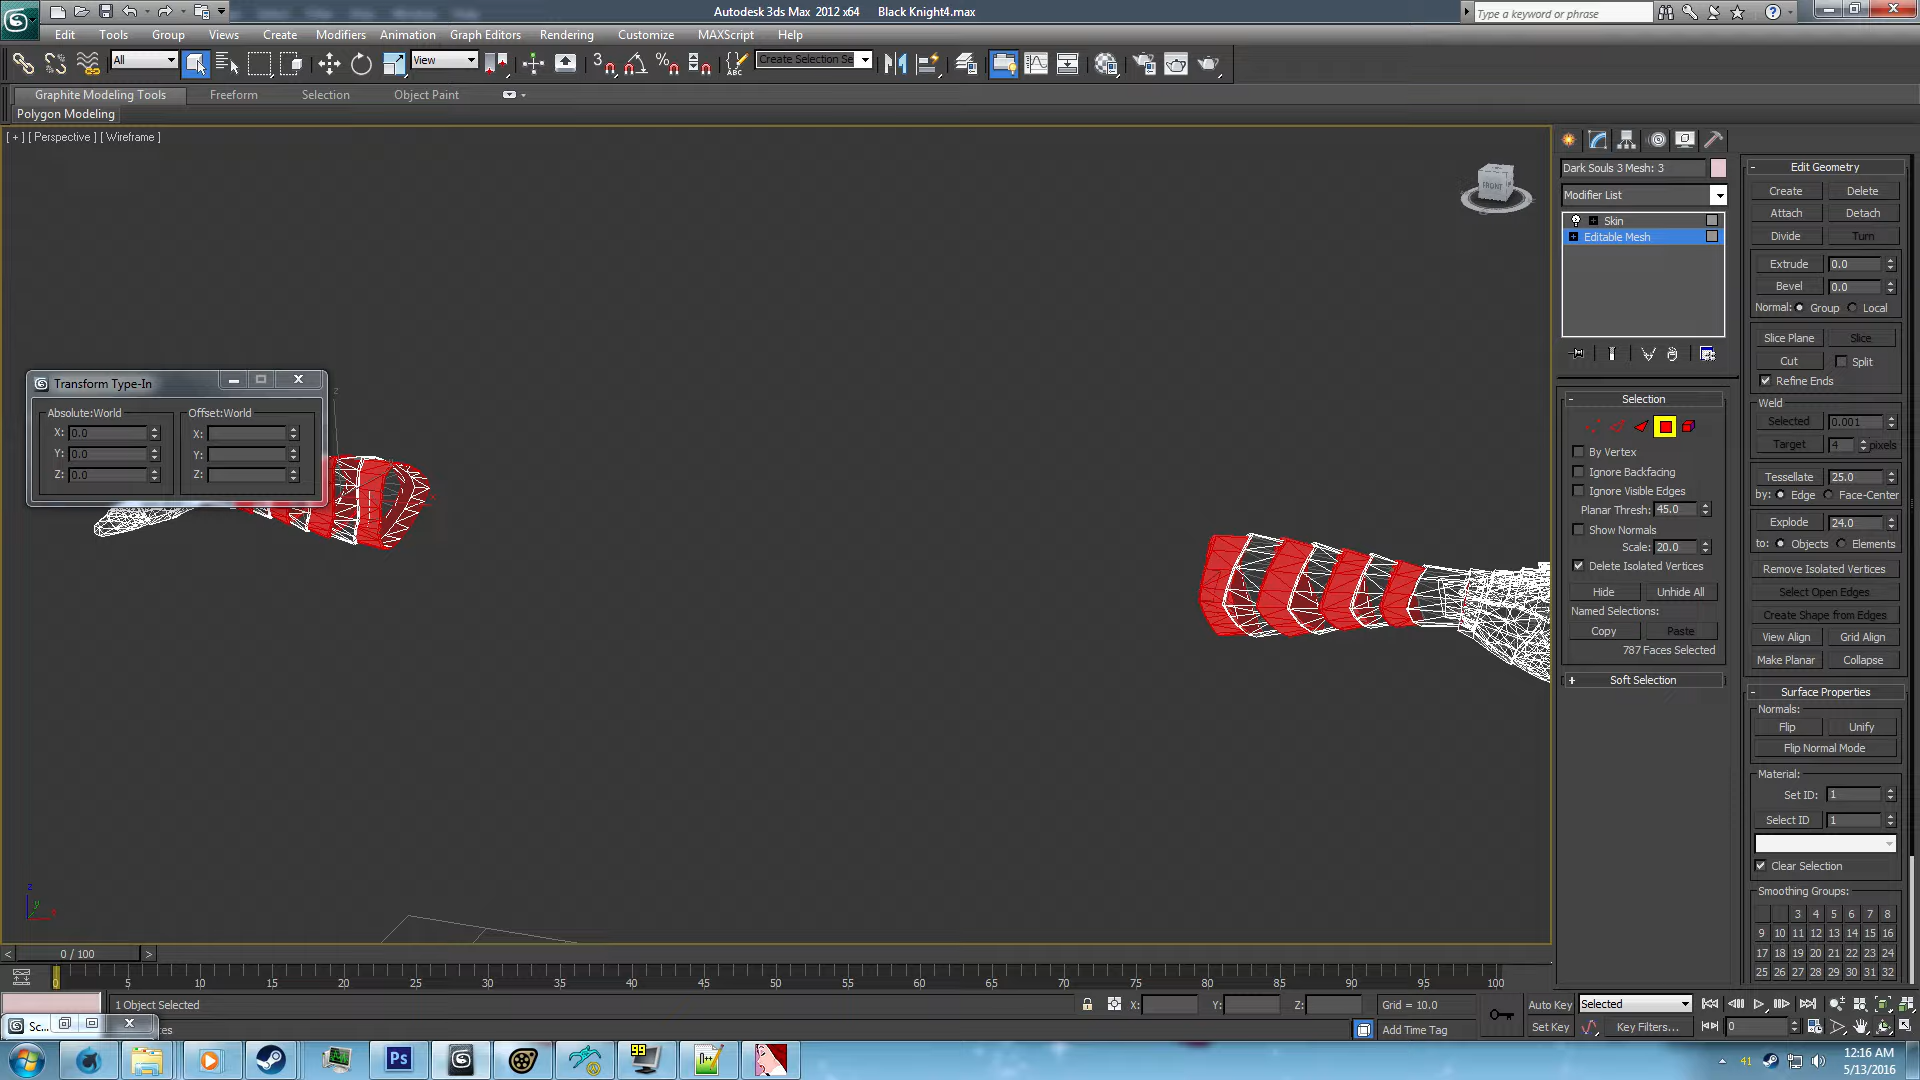 Autodesk 3ds Max 2012 x64 Black Knight4.max
Type a keyword or phrase
Edit Tools Group Views Create Modifiers Animation Graph Editors Rendering Customize MAXScript Help
All View Create Selection Se
Graphite Modeling Tools Freeform Selection Object Paint
Polygon Modeling
[ + ] [ Perspective ] [ Wireframe ]
FRONT
Transform Type-In
Absolute:World Offset:World
X: 0.0 X:
Y: 0.0 Y:
Z: 0.0 Z:
z
z
y
x
Dark Souls 3 Mesh: 3
Modifier List
Skin
Editable Mesh
Selection
By Vertex
Ignore Backfacing
Ignore Visible Edges
Planar Thresh: 45.0
Show Normals
Scale: 20.0
Delete Isolated Vertices
Hide Unhide All
Named Selections:
Copy Paste
787 Faces Selected
Soft Selection
Edit Geometry
Create Delete
Attach Detach
Divide Turn
Extrude 0.0
Bevel 0.0
Normal: Group Local
Slice Plane Slice
Cut Split
Refine Ends
Weld
Selected 0.001
Target 4 pixels
Tessellate 25.0
by: Edge Face-Center
Explode 24.0
to: Objects Elements
Remove Isolated Vertices
Select Open Edges
Create Shape from Edges
View Align Grid Align
Make Planar Collapse
Surface Properties
Normals:
Flip Unify
Flip Normal Mode
Material:
Set ID: 1
Select ID 1
Clear Selection
Smoothing Groups:
3 4 5 6 7 8
9 10 11 12 13 14 15 16
17 18 19 20 21 22 23 24
25 26 27 28 29 30 31 32
< 0 / 100 >
0 5 10 15 20 25 30 35 40 45 50 55 60 65 70 75 80 85 90 95 100
1 Object Selected X: Y: Z: Grid = 10.0 Auto Key Selected
Sc... Add Time Tag Set Key Key Filters... 0
Ps 99 n++ 41
12:16 AM
5/13/2016